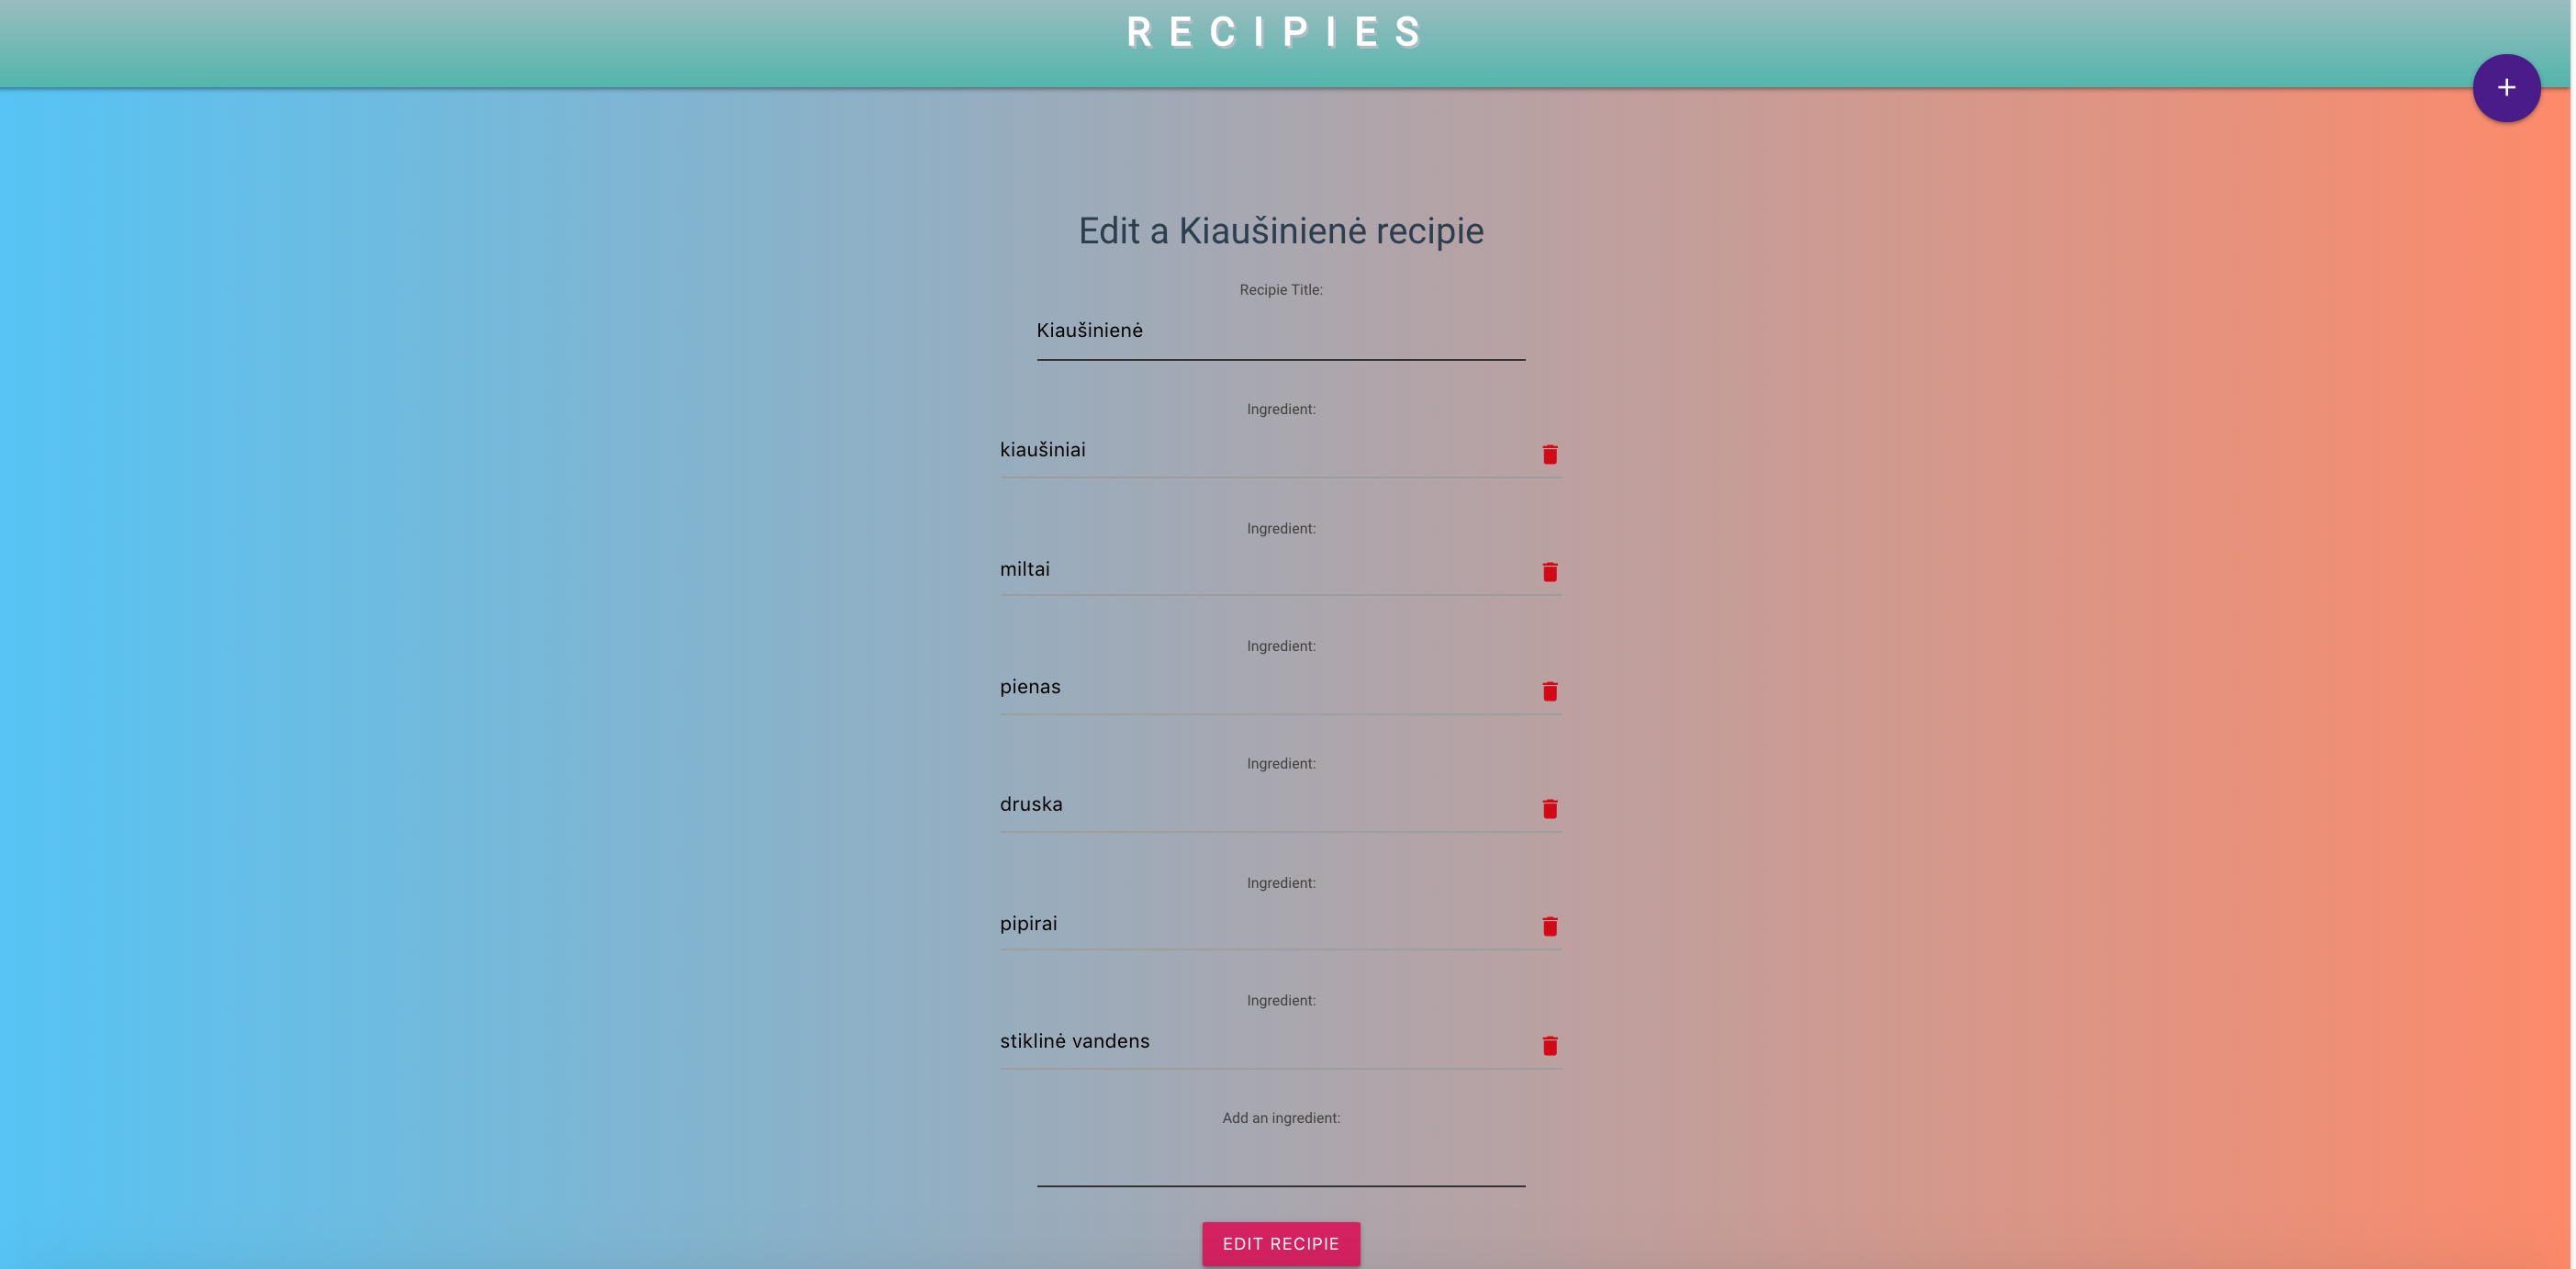 RECIPIES
+
Edit a Kiaušinienė recipie
Recipie Title:
Kiaušinienė
Ingredient:
kiaušiniai
Ingredient:
miltai
Ingredient:
pienas
Ingredient:
druska
Ingredient:
pipirai
Ingredient:
stiklinė vandens
Add an ingredient:
EDIT RECIPIE